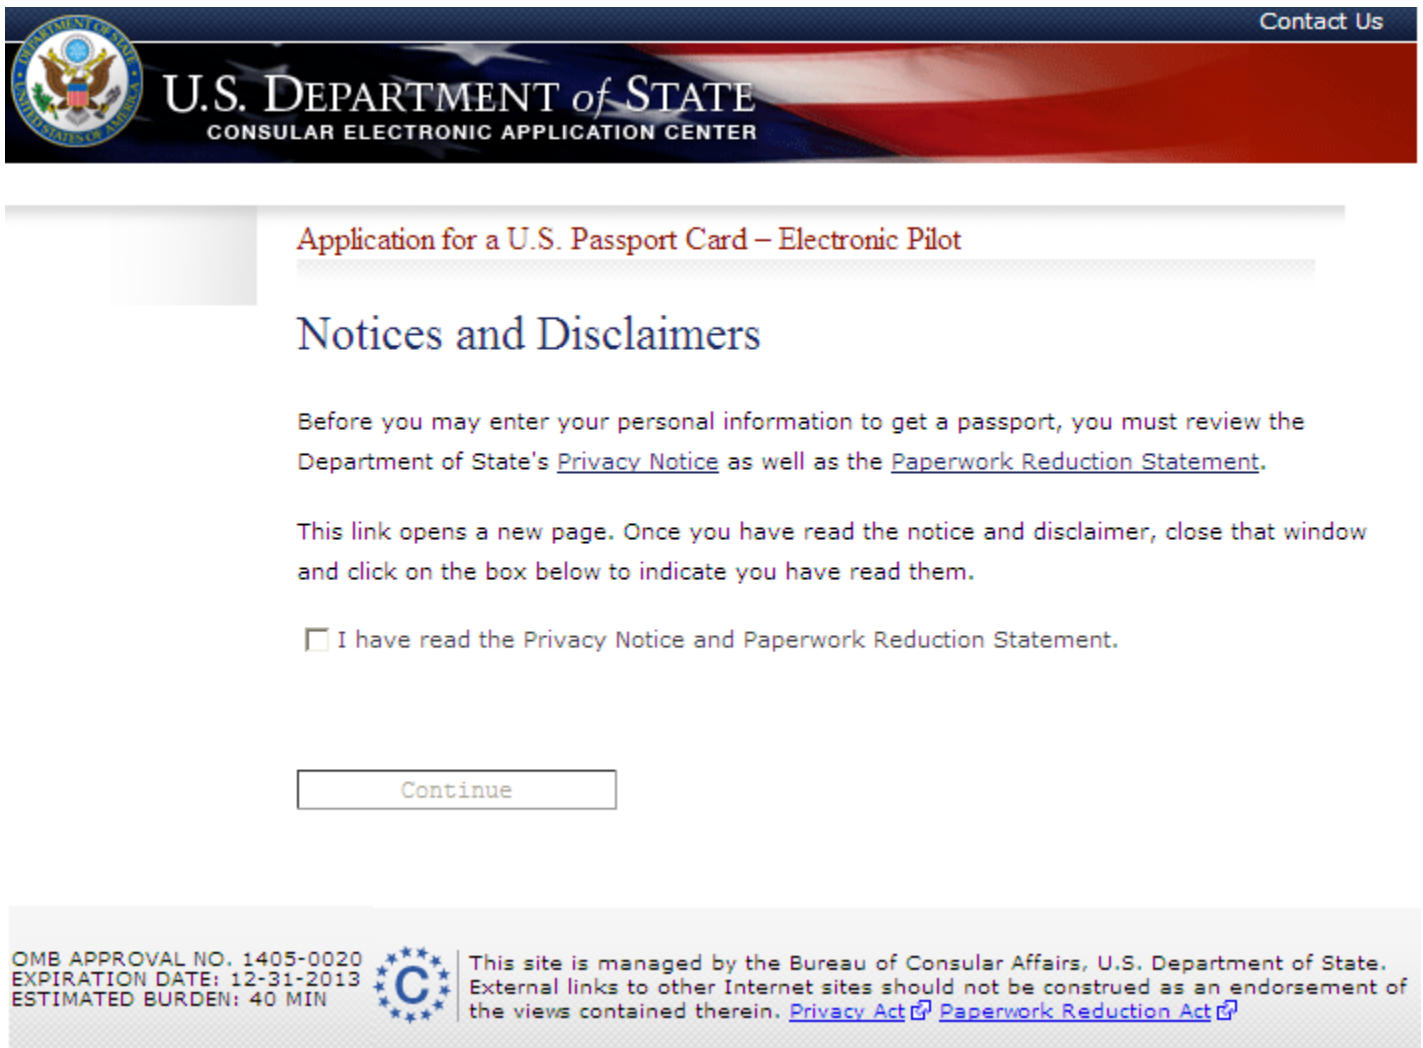 Contact Us
U.S. DEPARTMENT of STATE
CONSULAR ELECTRONIC APPLICATION CENTER
Application for a U.S. Passport Card – Electronic Pilot
Notices and Disclaimers
Before you may enter your personal information to get a passport, you must review the
Department of State's Privacy Notice as well as the Paperwork Reduction Statement.
This link opens a new page. Once you have read the notice and disclaimer, close that window
and click on the box below to indicate you have read them.
I have read the Privacy Notice and Paperwork Reduction Statement.
Continue
OMB APPROVAL NO. 1405-0020
EXPIRATION DATE: 12-31-2013
ESTIMATED BURDEN: 40 MIN
C
This site is managed by the Bureau of Consular Affairs, U.S. Department of State.
External links to other Internet sites should not be construed as an endorsement of
the views contained therein. Privacy Act Paperwork Reduction Act